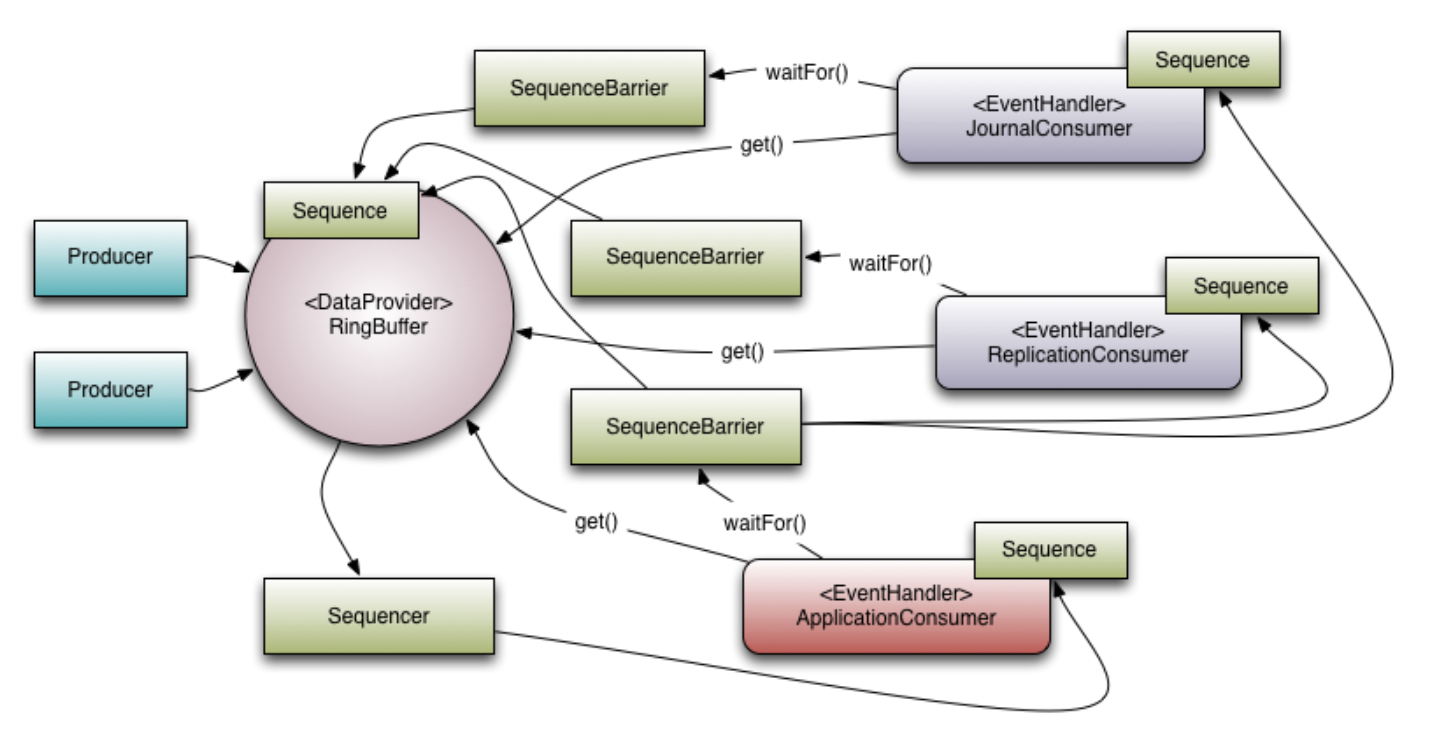 Sequence
SequenceBarrier
waitFor()
<EventHandler>
JournalConsumer
get()
Sequence
Producer
SequenceBarrier
waitFor()
Sequence
<DataProvider>
RingBuffer
<EventHandler>
ReplicationConsumer
get()
Producer
SequenceBarrier
get()
waitFor()
Sequence
<EventHandler>
ApplicationConsumer
Sequencer